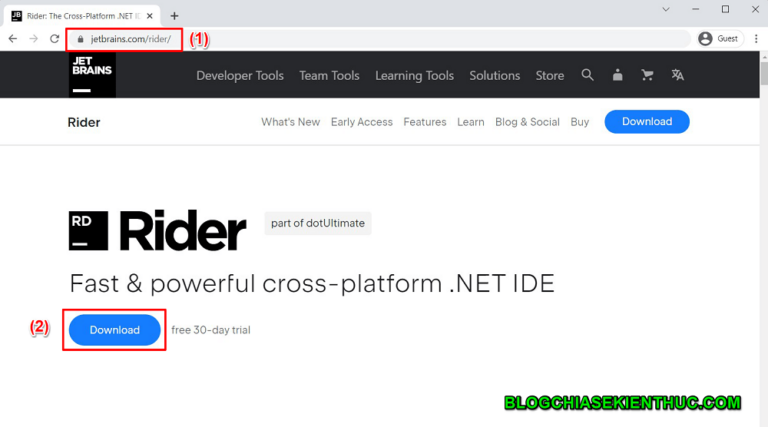 Rider: The Cross-Platform .NET ID
jetbrains.com/rider/
(1)
Guest
JET
BRAINS
Developer Tools Team Tools Learning Tools Solutions Store
Rider
What's New Early Access Features Learn Blog & Social Buy Download
RD
Rider
part of dotUltimate
Fast & powerful cross-platform .NET IDE
(2)
Download
free 30-day trial
BLOGCHIASEKIENTHUC.COM